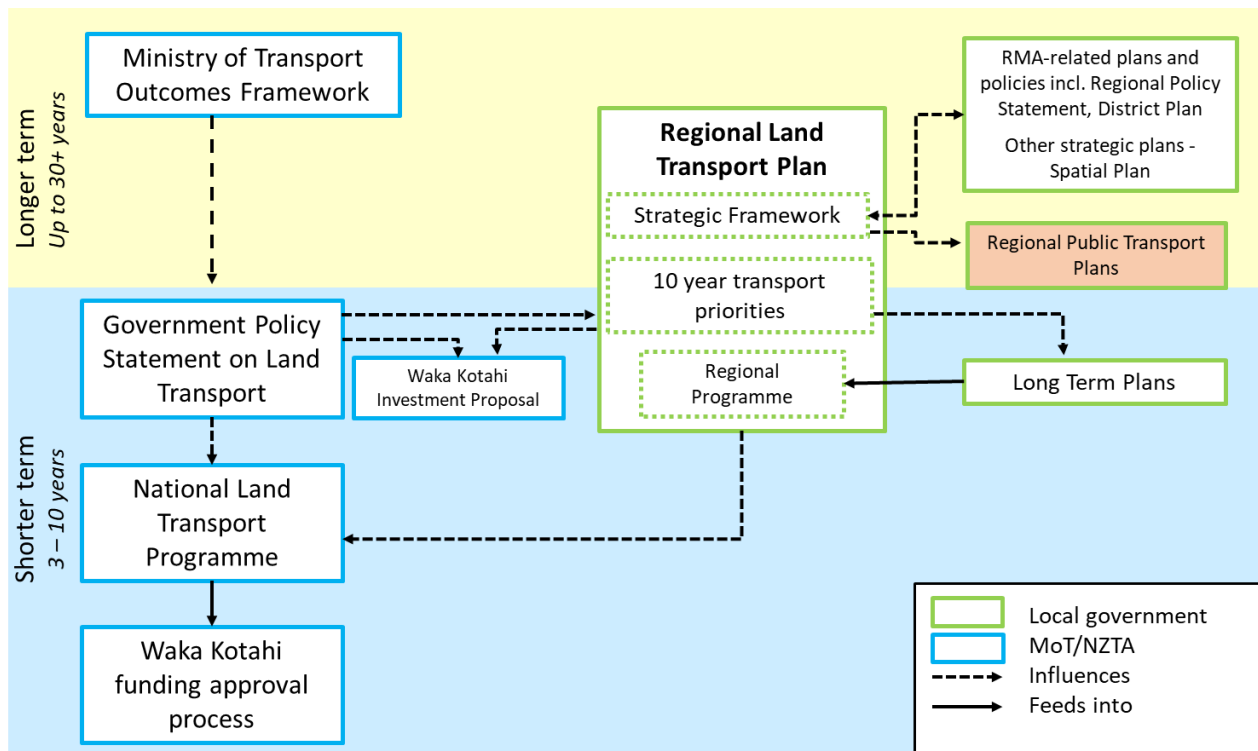 Longer term
Up to 30+ years
Ministry of Transport
Outcomes Framework
Regional Land
Transport Plan
Strategic Framework
10 year transport
priorities
Regional
Programme
RMA-related plans and
policies incl. Regional Policy
Statement, District Plan
Other strategic plans -
Spatial Plan
Regional Public Transport
Plans
Shorter term
3 – 10 years
Government Policy
Statement on Land
Transport
Waka Kotahi
Investment Proposal
Long Term Plans
National Land
Transport
Programme
Waka Kotahi
funding approval
process
Local government
MoT/NZTA
Influences
Feeds into